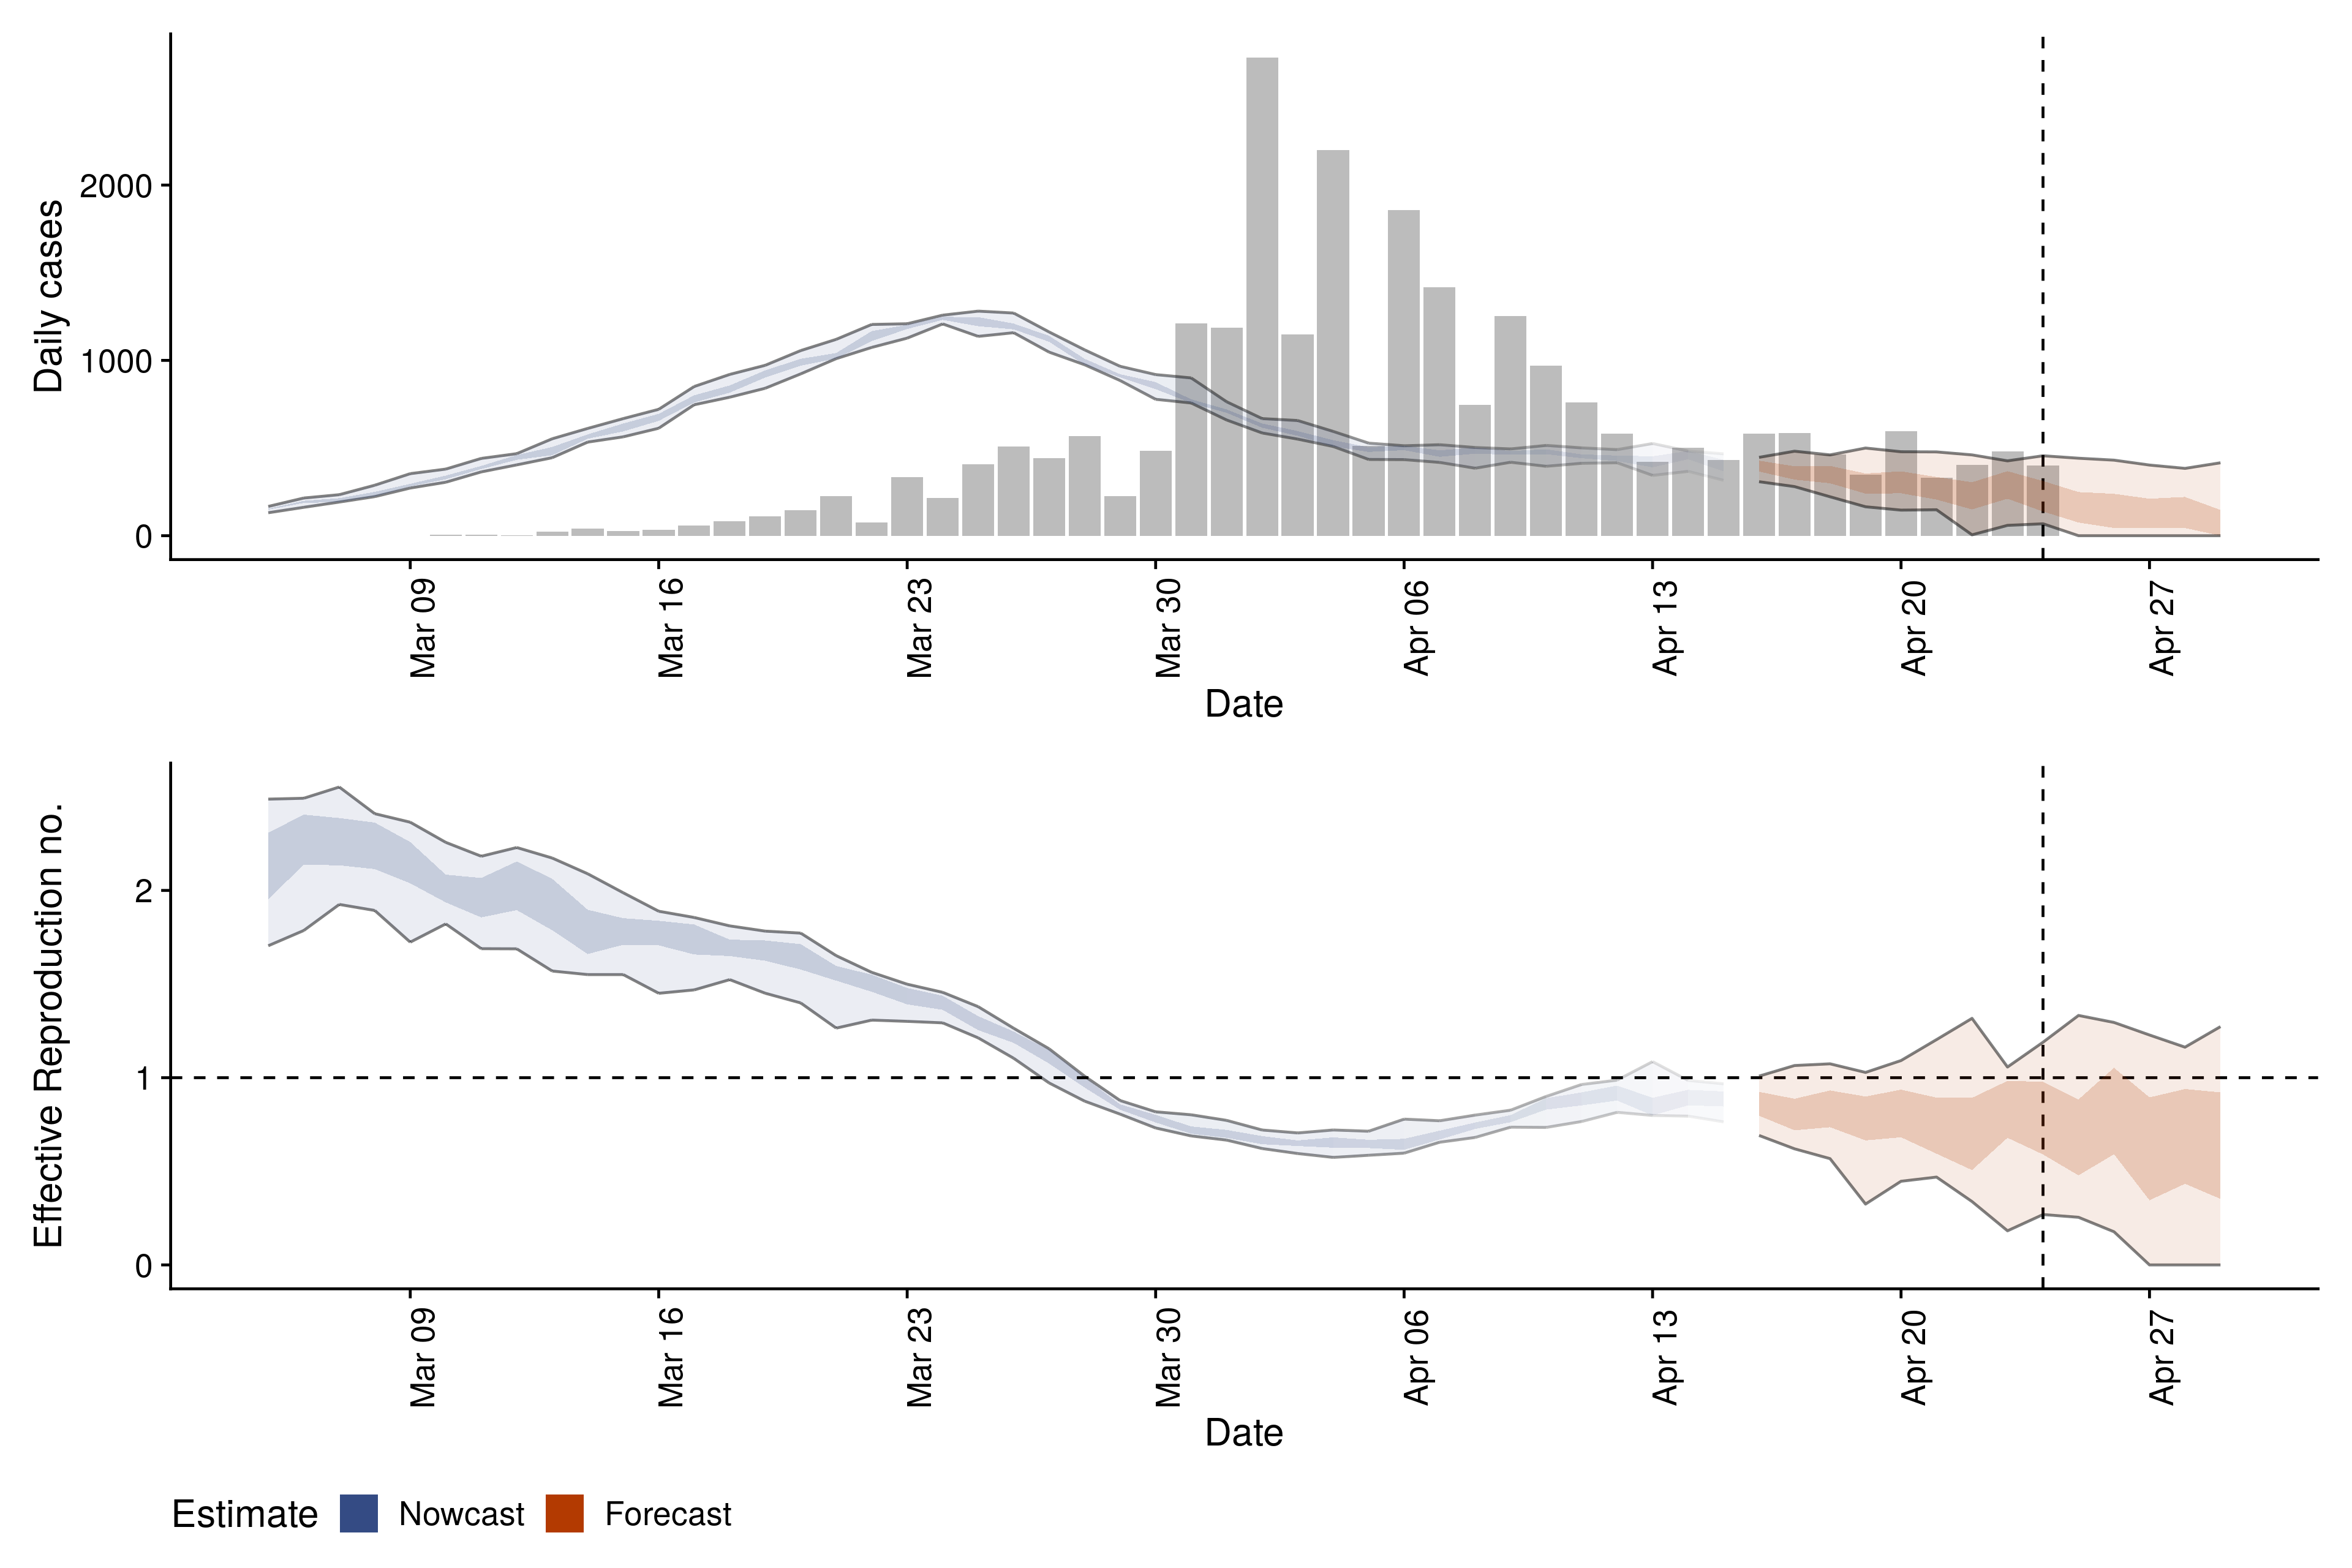 Daily cases
2000
1000
0
Mar 09
Mar 16
Mar 23
Mar 30
Apr 06
Apr 13
Apr 20
Apr 27
Date
Effective Reproduction no.
2
1
0
Mar 09
Mar 16
Mar 23
Mar 30
Apr 06
Apr 13
Apr 20
Apr 27
Date
Estimate Nowcast Forecast